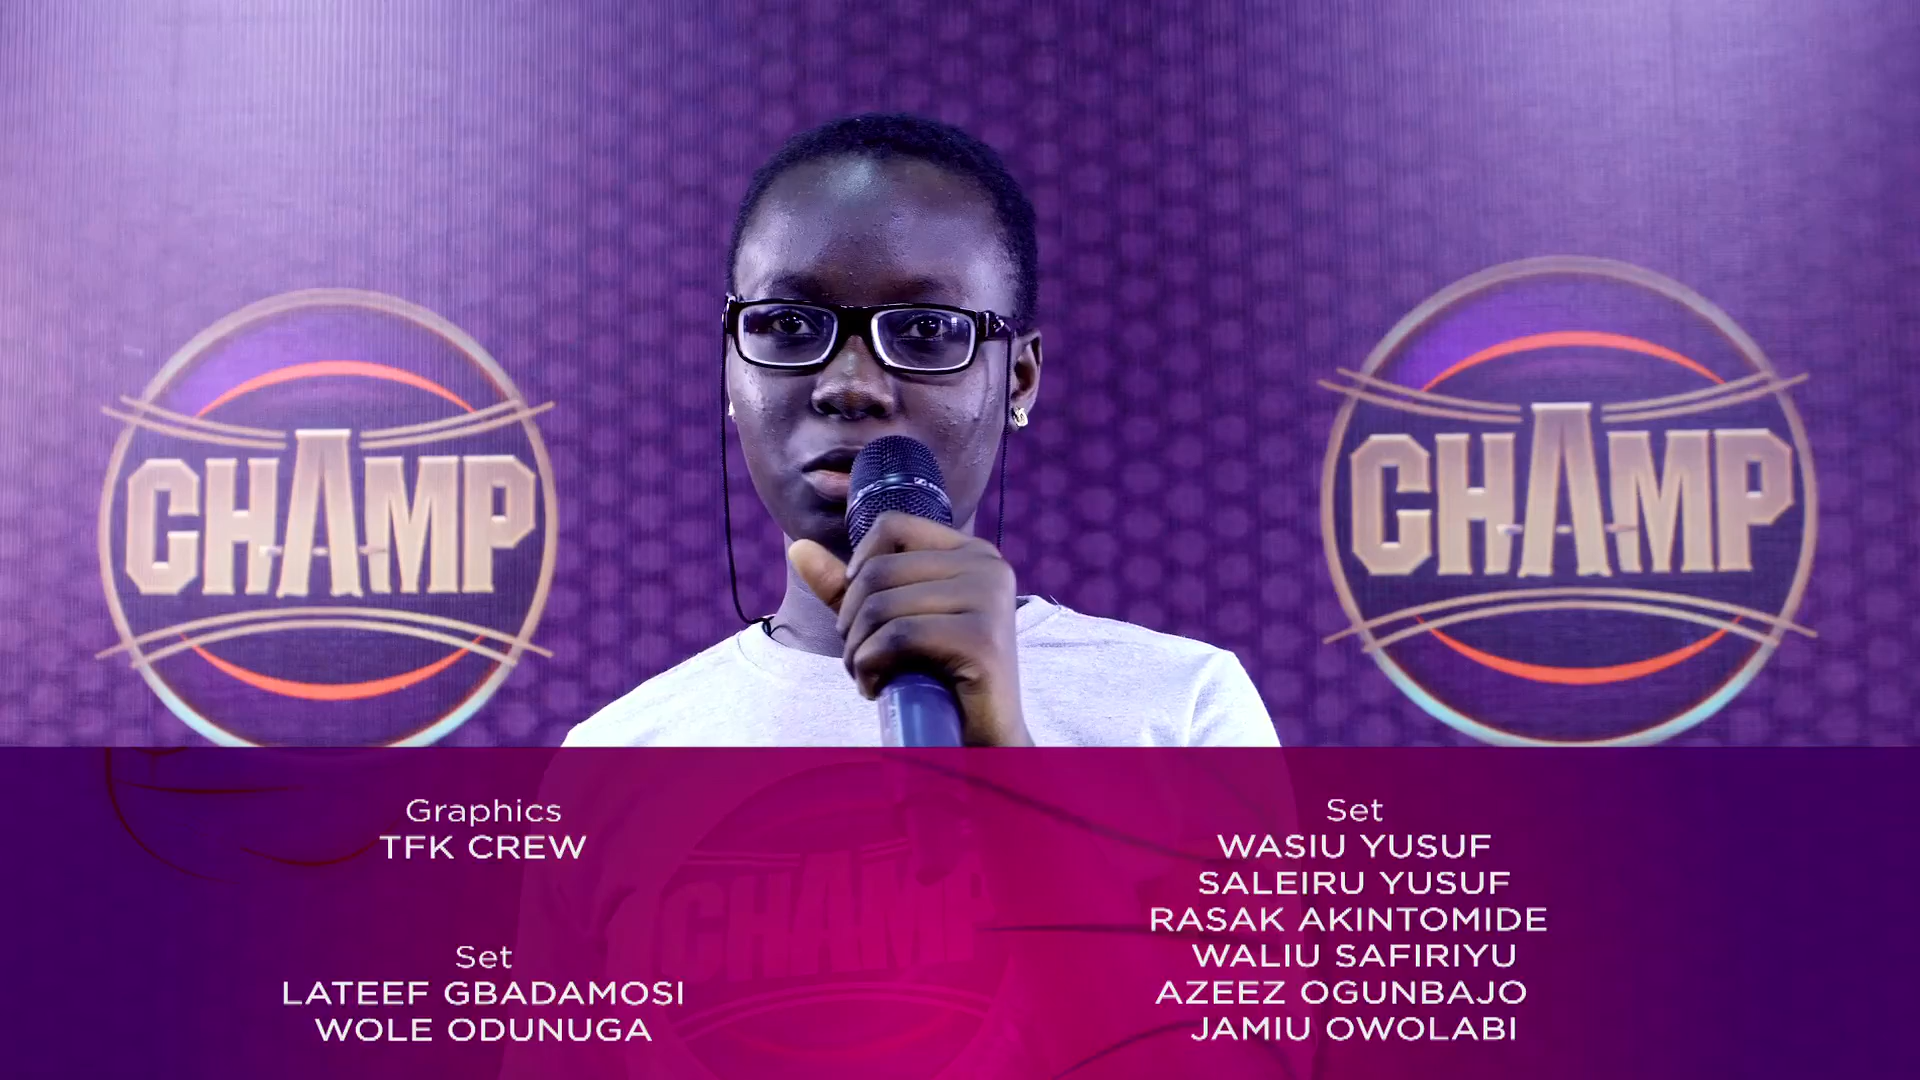 CHAMP
CHAMP
CHAMP
Graphics
TFK CREW
Set
LATEEF GBADAMOSI
WOLE ODUNUGA
Set
WASIU YUSUF
SALEIRU YUSUF
RASAK AKINTOMIDE
WALIU SAFIRIYU
AZEEZ OGUNBAJO
JAMIU OWOLABI